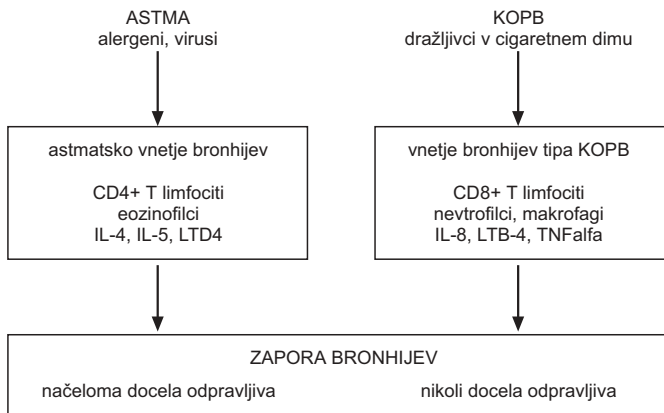 ASTMA
alergeni, virusi
KOPB
dražljivci v cigaretnem dimu
astmatsko vnetje bronhijev
CD4+ T limfociti
eozinofilci
IL-4, IL-5, LTD4
vnetje bronhijev tipa KOPB
CD8+ T limfociti
nevtrofilci, makrofagi
IL-8, LTB-4, TNFalfa
ZAPORA BRONHIJEV
načeloma docela odpravljiva
nikoli docela odpravljiva